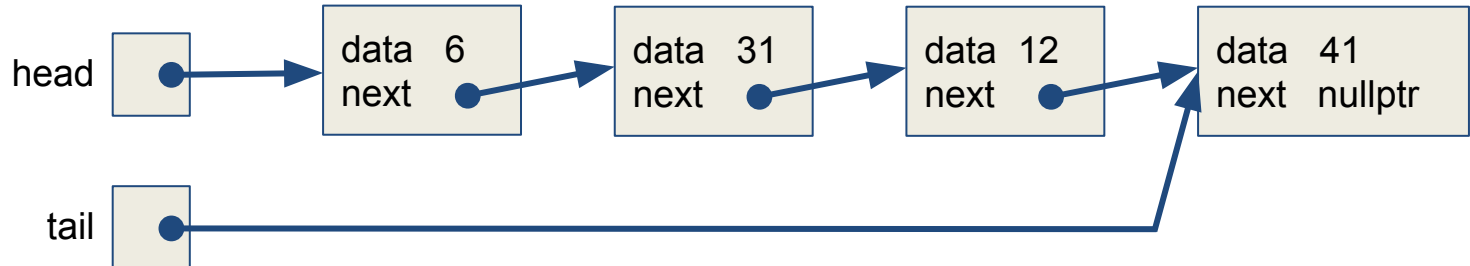 head
data 6
next
data 31
next
data 12
next
data 41
next nullptr
tail